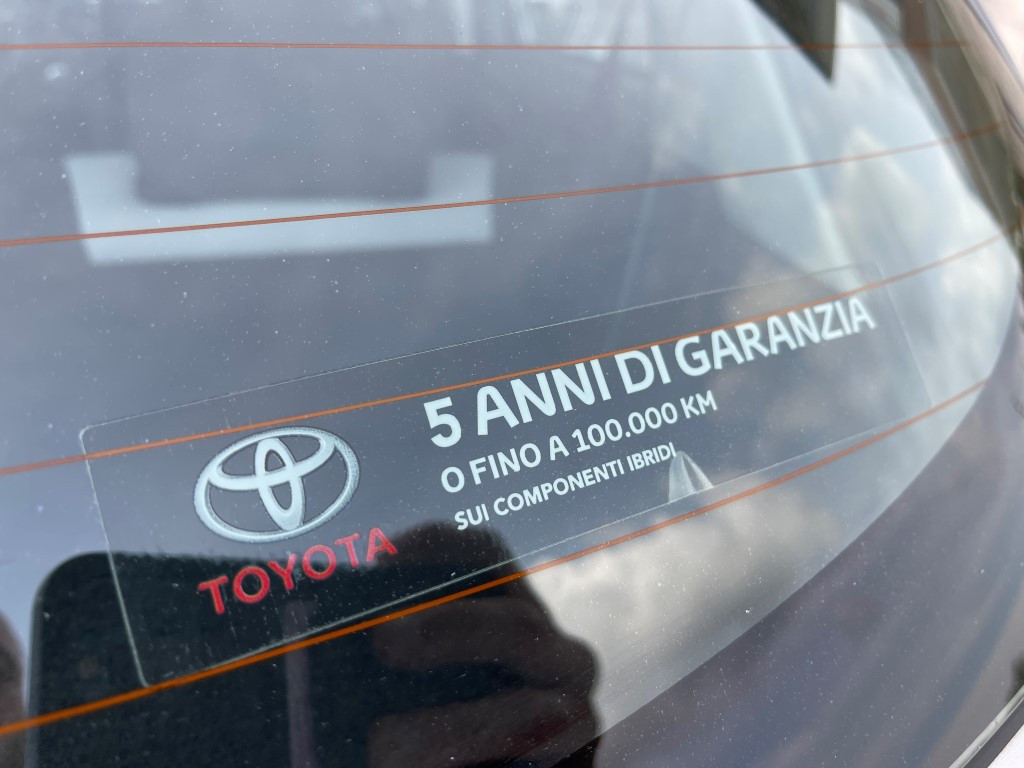 5 ANNI DI GARANZIA
O FINO A 100.000 KM
SUI COMPONENTI IBRIDI
TOYOTA